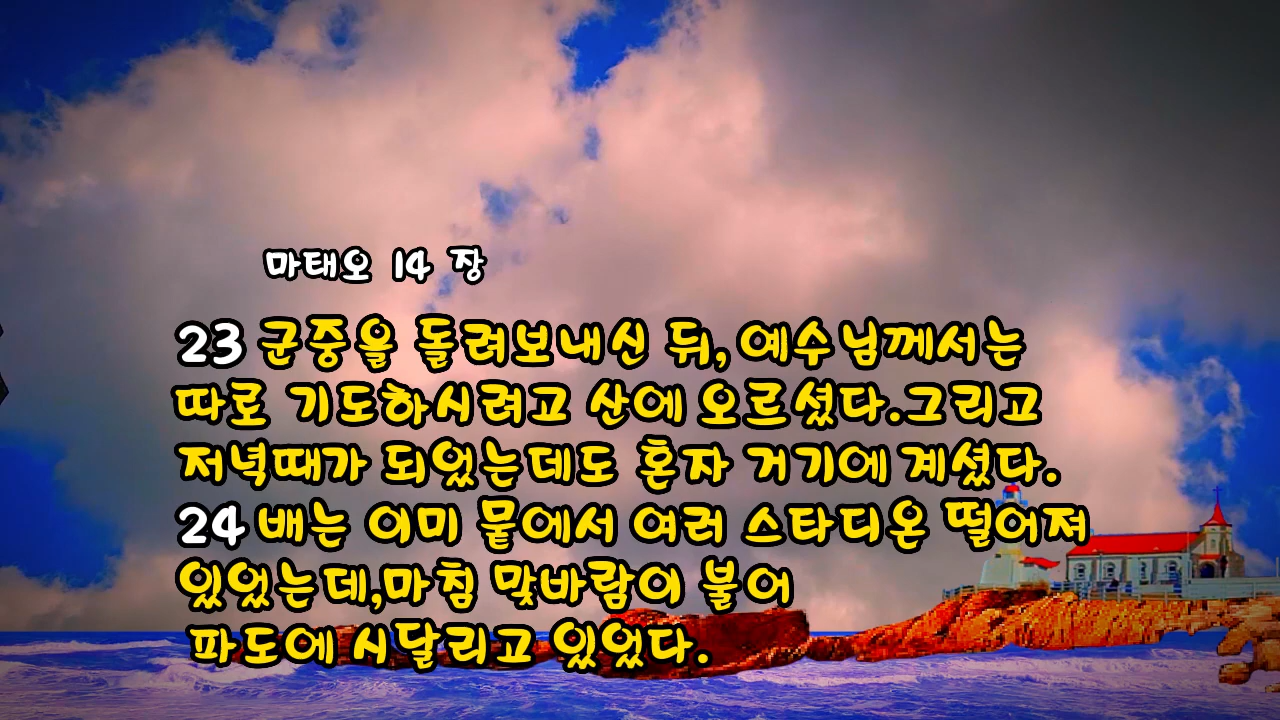 마태오 14 장
23 군중을 돌려보내신 뒤, 예수님께서는
따로 기도하시려고 산에 오르셨다.그리고
저녁때가 되었는데도 혼자 거기에 계셨다.
24 배는 이미 뭍에서 여러 스타디온 떨어져
있었는데,마침 맞바람이 불어
파도에 시달리고 있었다.